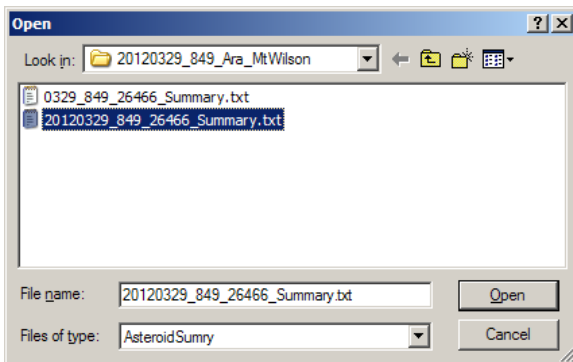 Open
Look in: 20120329_849_Ara_MtWilson
0329_849_26466_Summary.txt
20120329_849_26466_Summary.txt
File name: 20120329_849_26466_Summary.txt Open
Files of type: AsteroidSumry Cancel